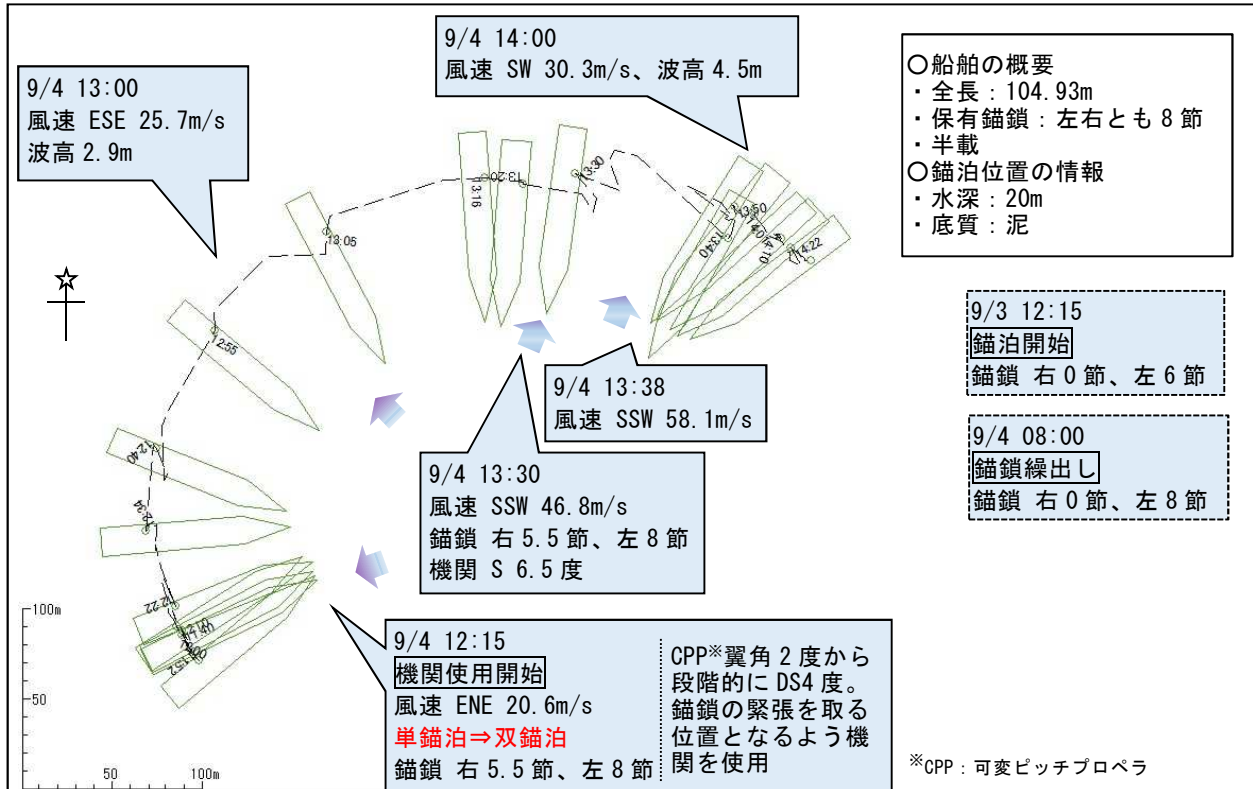 9/4 14:00
風速 SW 30.3m/s、波高 4.5m
○船舶の概要
・全長：104.93m
・保有錨鎖：左右とも 8 節
・半載
○錨泊位置の情報
・水深：20m
・底質：泥
9/4 13:00
風速 ESE 25.7m/s
波高 2.9m
13:16
13:20
13:30
13:05
13:50
13:40
14:10
14:22
12:55
12:40
12:34
12:22
9/3 12:15
錨泊開始
錨鎖 右 0 節、左 6 節
9/4 08:00
錨鎖繰出し
錨鎖 右 0 節、左 8 節
9/4 13:38
風速 SSW 58.1m/s
9/4 13:30
風速 SSW 46.8m/s
錨鎖 右 5.5 節、左 8 節
機関 S 6.5 度
9/4 12:15
機関使用開始
風速 ENE 20.6m/s
単錨泊⇒双錨泊
錨鎖 右 5.5 節、左 8 節
CPP※翼角 2 度から
段階的に DS4 度。
錨鎖の緊張を取る
位置となるよう機
関を使用
100m
50
50
100m
※CPP：可変ピッチプロペラ